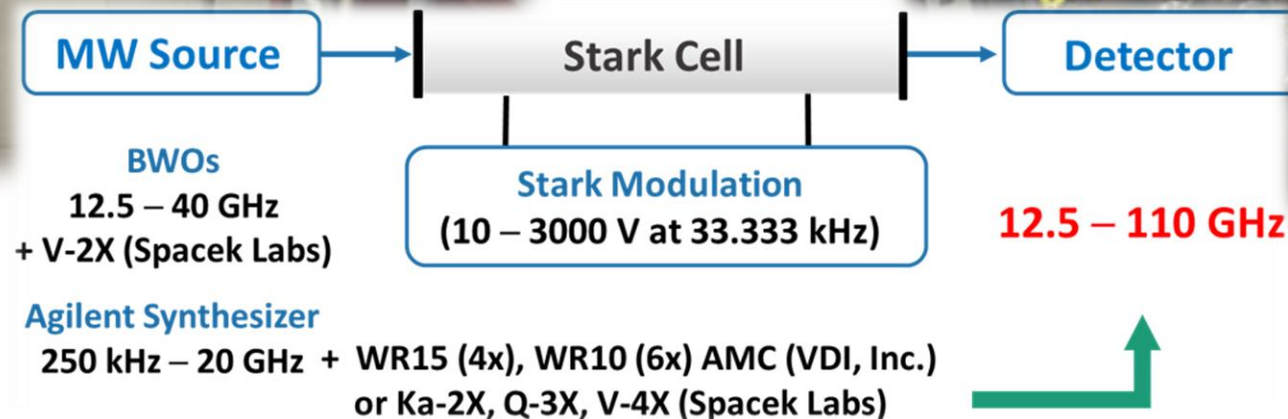 MW Source
Stark Cell
Detector
BWOs
12.5 – 40 GHz
+ V-2X (Spacek Labs)
Stark Modulation
(10 – 3000 V at 33.333 kHz)
12.5 – 110 GHz
Agilent Synthesizer
250 kHz – 20 GHz + WR15 (4x), WR10 (6x) AMC (VDI, Inc.)
or Ka-2X, Q-3X, V-4X (Spacek Labs)